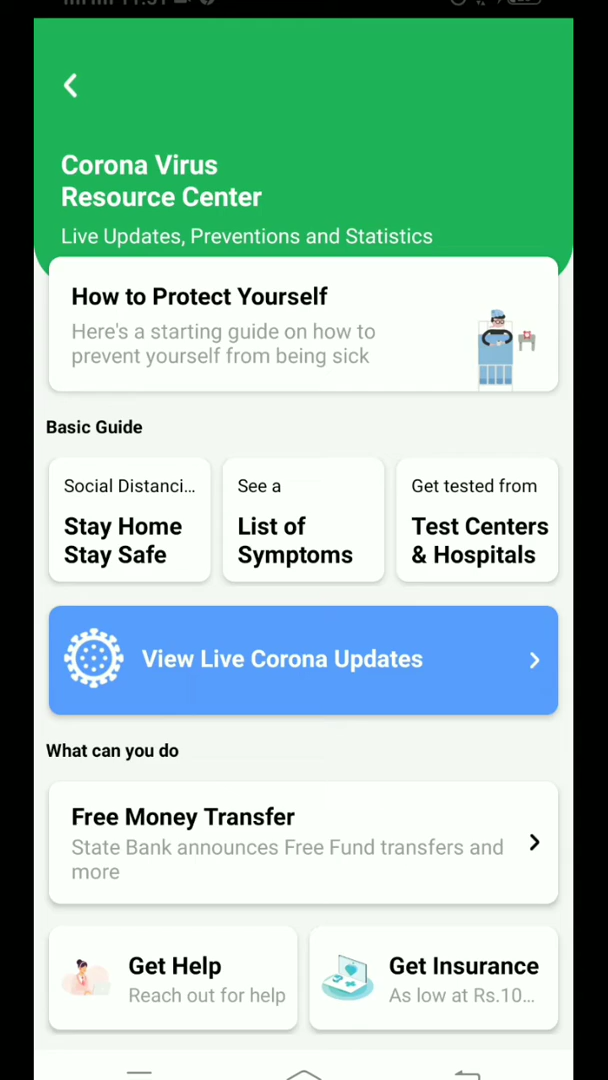 Corona Virus
Resource Center
Live Updates, Preventions and Statistics
How to Protect Yourself
Here's a starting guide on how to
prevent yourself from being sick
Basic Guide
Social Distanci...
Stay Home
Stay Safe
See a
List of
Symptoms
Get tested from
Test Centers
& Hospitals
View Live Corona Updates
What can you do
Free Money Transfer
State Bank announces Free Fund transfers and
more
Get Help
Reach out for help
Get Insurance
As low at Rs.10...